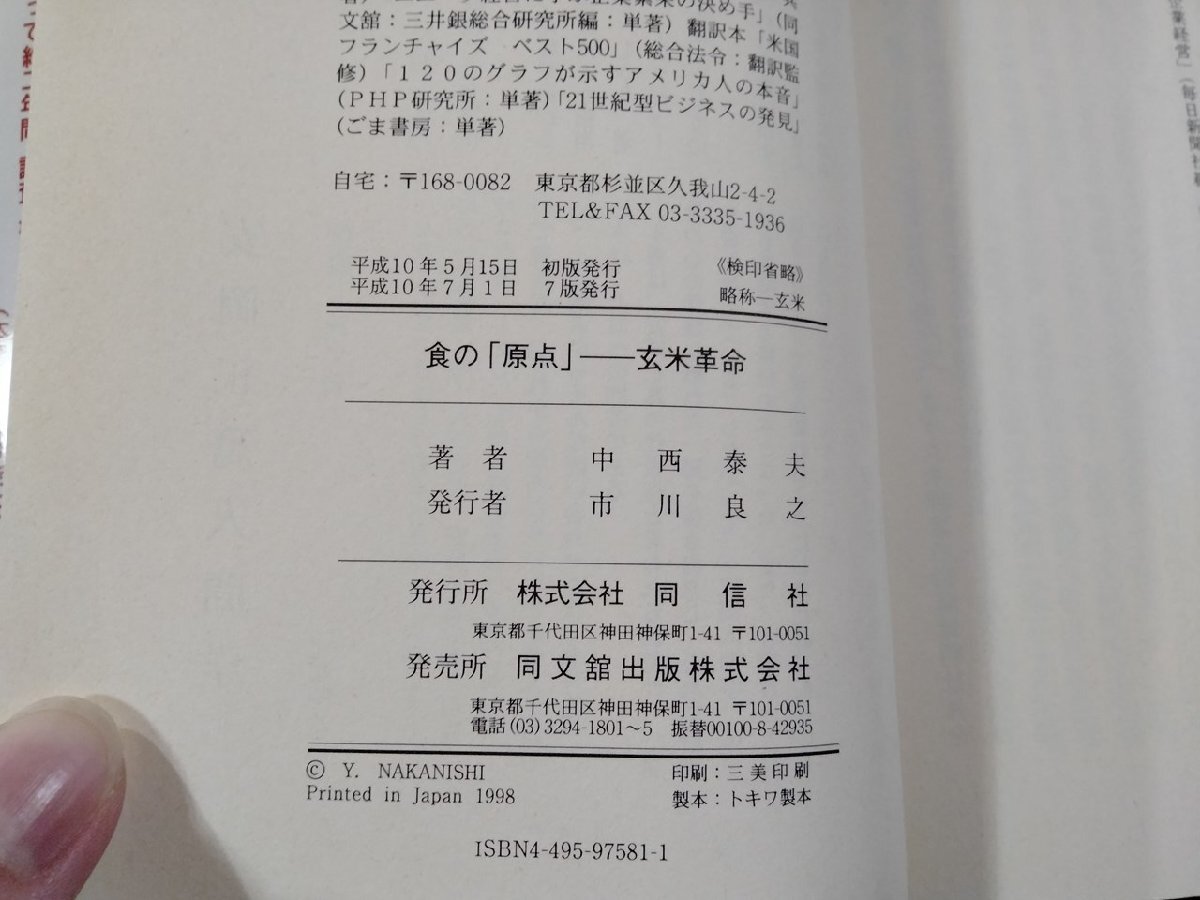 文舘：三井銀総合研究所編：単著） 翻訳本「米国
フランチャイズ ベスト500」（総合法令：翻訳監
修）「１２０のグラフが示すアメリカ人の本音」
（ＰＨＰ研究所：単著）「21世紀型ビジネスの発見」
（ごま書房：単著）
自宅：〒168-0082 東京都杉並区久我山2-4-2
TEL&FAX 03-3335-1936
平成10年５月15日 初版発行 《検印省略》
平成10年７月１日 ７版発行 略称―玄米
食の「原点」――玄米革命
著者 中西泰夫
発行者 市川良之
発行所 株式会社 同信社
東京都千代田区神田神保町1-41 〒101-0051
発売所 同文舘出版株式会社
東京都千代田区神田神保町1-41 〒101-0051
電話(03)3294-1801～5 振替00100-8-42935
© Y. NAKANISHI 印刷：三美印刷
Printed in Japan 1998 製本：トキワ製本
ISBN4-495-97581-1